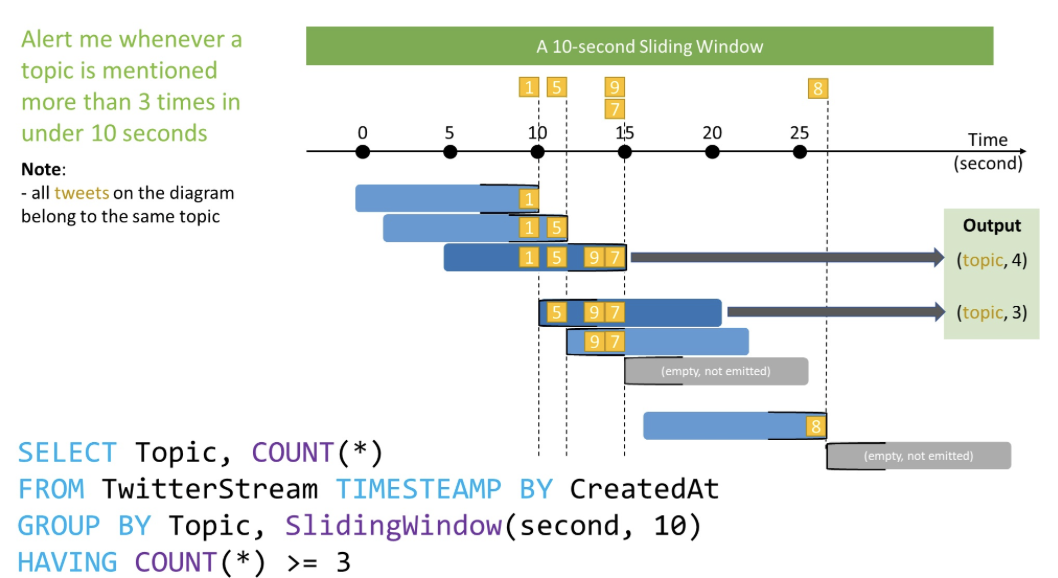 Alert me whenever a
topic is mentioned
more than 3 times in
under 10 seconds
Note:
- all tweets on the diagram
belong to the same topic
A 10-second Sliding Window
1 5 9 8
7
0 5 10 15 20 25
Time
(second)
1
1 5
1 5 9 7
Output
(topic, 4)
5 9 7
(topic, 3)
9 7
(empty, not emitted)
8
(empty, not emitted)
SELECT Topic, COUNT(*)
FROM TwitterStream TIMESTEAMP BY CreatedAt
GROUP BY Topic, SlidingWindow(second, 10)
HAVING COUNT(*) >= 3